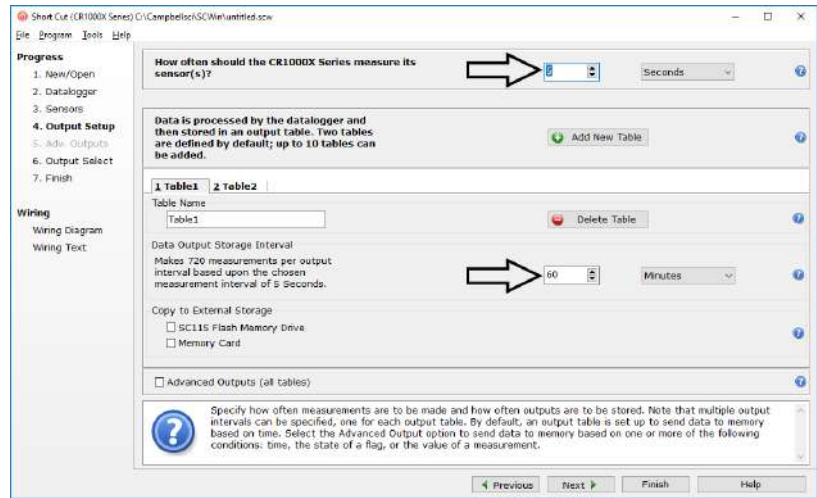 Short Cut (CR1000X Series) C:\Campbellsci\SCWin\untitled.scw
File Program Tools Help
Progress
1. New/Open
2. Datalogger
3. Sensors
4. Output Setup
5. Adv. Outputs
6. Output Select
7. Finish
Wiring
Wiring Diagram
Wiring Text
How often should the CR1000X Series measure its
sensor(s)?
5
Seconds
Data is processed by the datalogger and
then stored in an output table. Two tables
are defined by default; up to 10 tables can
be added.
Add New Table
1 Table1 2 Table2
Table Name
Table1
Delete Table
Data Output Storage Interval
Makes 720 measurements per output
interval based upon the chosen
measurement interval of 5 Seconds.
60
Minutes
Copy to External Storage
SC115 Flash Memory Drive
Memory Card
Advanced Outputs (all tables)
Specify how often measurements are to be made and how often outputs are to be stored. Note that multiple output
intervals can be specified, one for each output table. By default, an output table is set up to send data to memory
based on time. Select the Advanced Output option to send data to memory based on one or more of the following
conditions: time, the state of a flag, or the value of a measurement.
Previous Next Finish Help